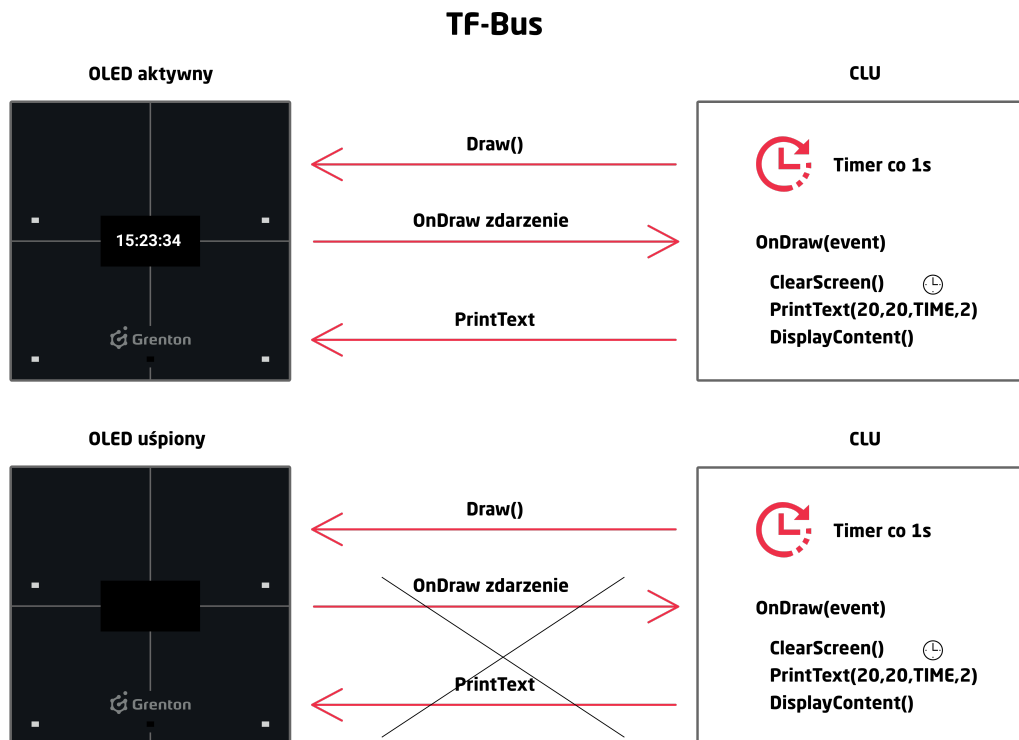 TF-Bus
OLED aktywny
CLU
Draw()
Timer co 1s
OnDraw zdarzenie
15:23:34
OnDraw(event)
ClearScreen()
PrintText(20,20,TIME,2)
DisplayContent()
PrintText
Grenton
OLED uśpiony
CLU
Draw()
Timer co 1s
OnDraw zdarzenie
OnDraw(event)
ClearScreen()
PrintText(20,20,TIME,2)
DisplayContent()
PrintText
Grenton